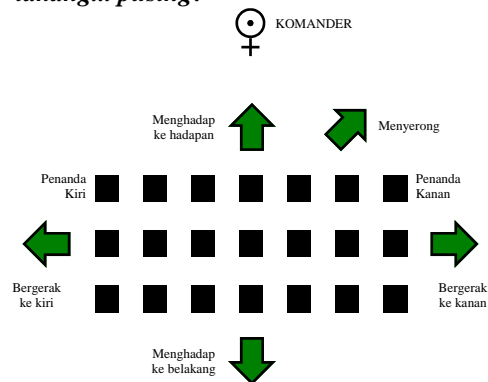 KOMANDER
Menghadap
ke hadapan
Menyerong
Penanda
Kiri
Penanda
Kanan
Bergerak
ke kiri
Bergerak
ke kanan
Menghadap
ke belakang